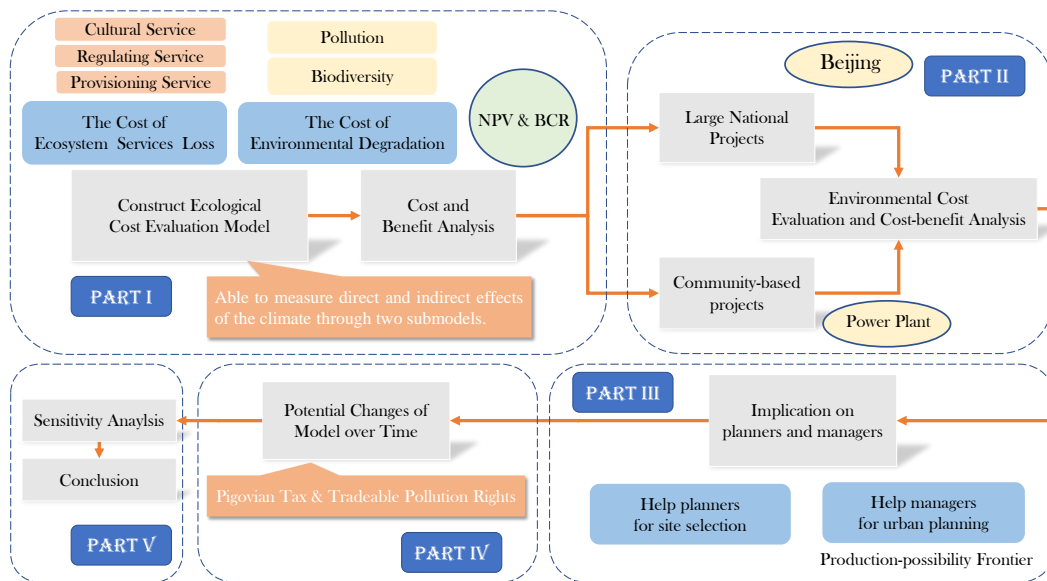 Cultural Service
Regulating Service
Provisioning Service
Pollution
Biodiversity
The Cost of
Ecosystem Services Loss
The Cost of
Environmental Degradation
NPV & BCR
Construct Ecological
Cost Evaluation Model
Cost and
Benefit Analysis
PART I
Able to measure direct and indirect effects
of the climate through two submodels.
Beijing
PART II
Large National
Projects
Environmental Cost
Evaluation and Cost-benefit Analysis
Community-based
projects
Power Plant
PART III
Implication on
planners and managers
Help planners
for site selection
Help managers
for urban planning
Production-possibility Frontier
Potential Changes of
Model over Time
Pigovian Tax & Tradeable Pollution Rights
PART IV
Sensitivity Anaylsis
Conclusion
PART V